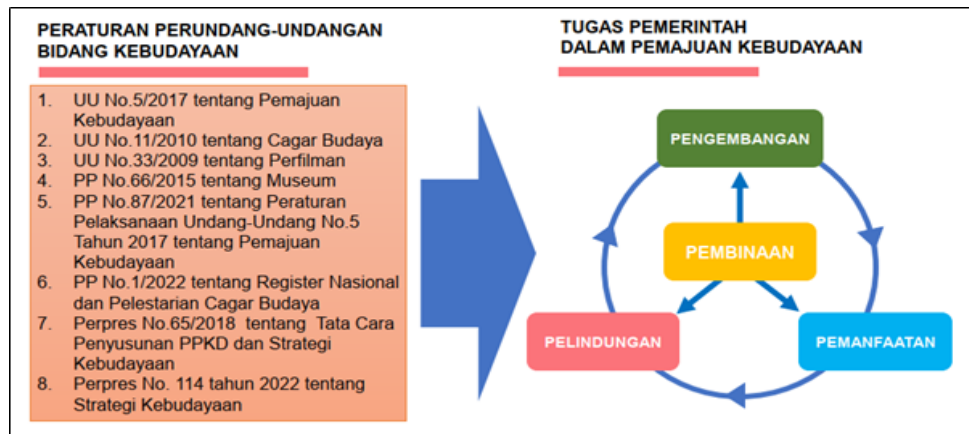 PERATURAN PERUNDANG-UNDANGAN
BIDANG KEBUDAYAAN
1. UU No.5/2017 tentang Pemajuan
Kebudayaan
2. UU No.11/2010 tentang Cagar Budaya
3. UU No.33/2009 tentang Perfilman
4. PP No.66/2015 tentang Museum
5. PP No.87/2021 tentang Peraturan
Pelaksanaan Undang-Undang No.5
Tahun 2017 tentang Pemajuan
Kebudayaan
6. PP No.1/2022 tentang Register Nasional
dan Pelestarian Cagar Budaya
7. Perpres No.65/2018 tentang Tata Cara
Penyusunan PPKD dan Strategi
Kebudayaan
8. Perpres No. 114 tahun 2022 tentang
Strategi Kebudayaan
TUGAS PEMERINTAH
DALAM PEMAJUAN KEBUDAYAAN
PENGEMBANGAN
PEMBINAAN
PELINDUNGAN
PEMANFAATAN